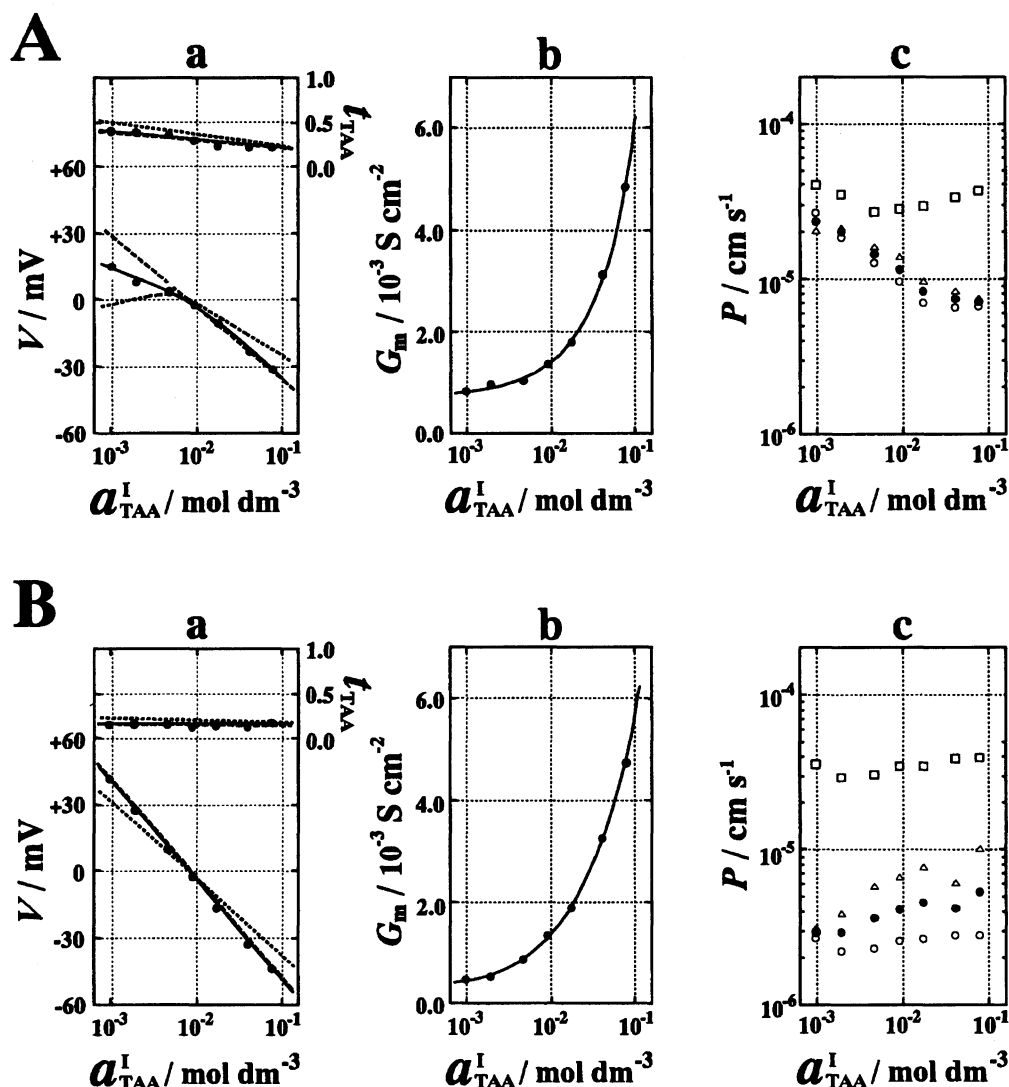 A
a
b
c
1.0
0.5
0.0
t_TAA
+60
+30
0
-30
-60
V / mV
10^-3 10^-2 10^-1
a^I_TAA / mol dm^-3
6.0
4.0
2.0
0.0
G_m / 10^-3 S cm^-2
10^-3 10^-2 10^-1
a^I_TAA / mol dm^-3
10^-4
10^-5
10^-6
P / cm s^-1
10^-3 10^-2 10^-1
a^I_TAA / mol dm^-3
B
a
b
c
1.0
0.5
0.0
t_TAA
+60
+30
0
-30
-60
V / mV
10^-3 10^-2 10^-1
a^I_TAA / mol dm^-3
6.0
4.0
2.0
0.0
G_m / 10^-3 S cm^-2
10^-3 10^-2 10^-1
a^I_TAA / mol dm^-3
10^-4
10^-5
10^-6
P / cm s^-1
10^-3 10^-2 10^-1
a^I_TAA / mol dm^-3